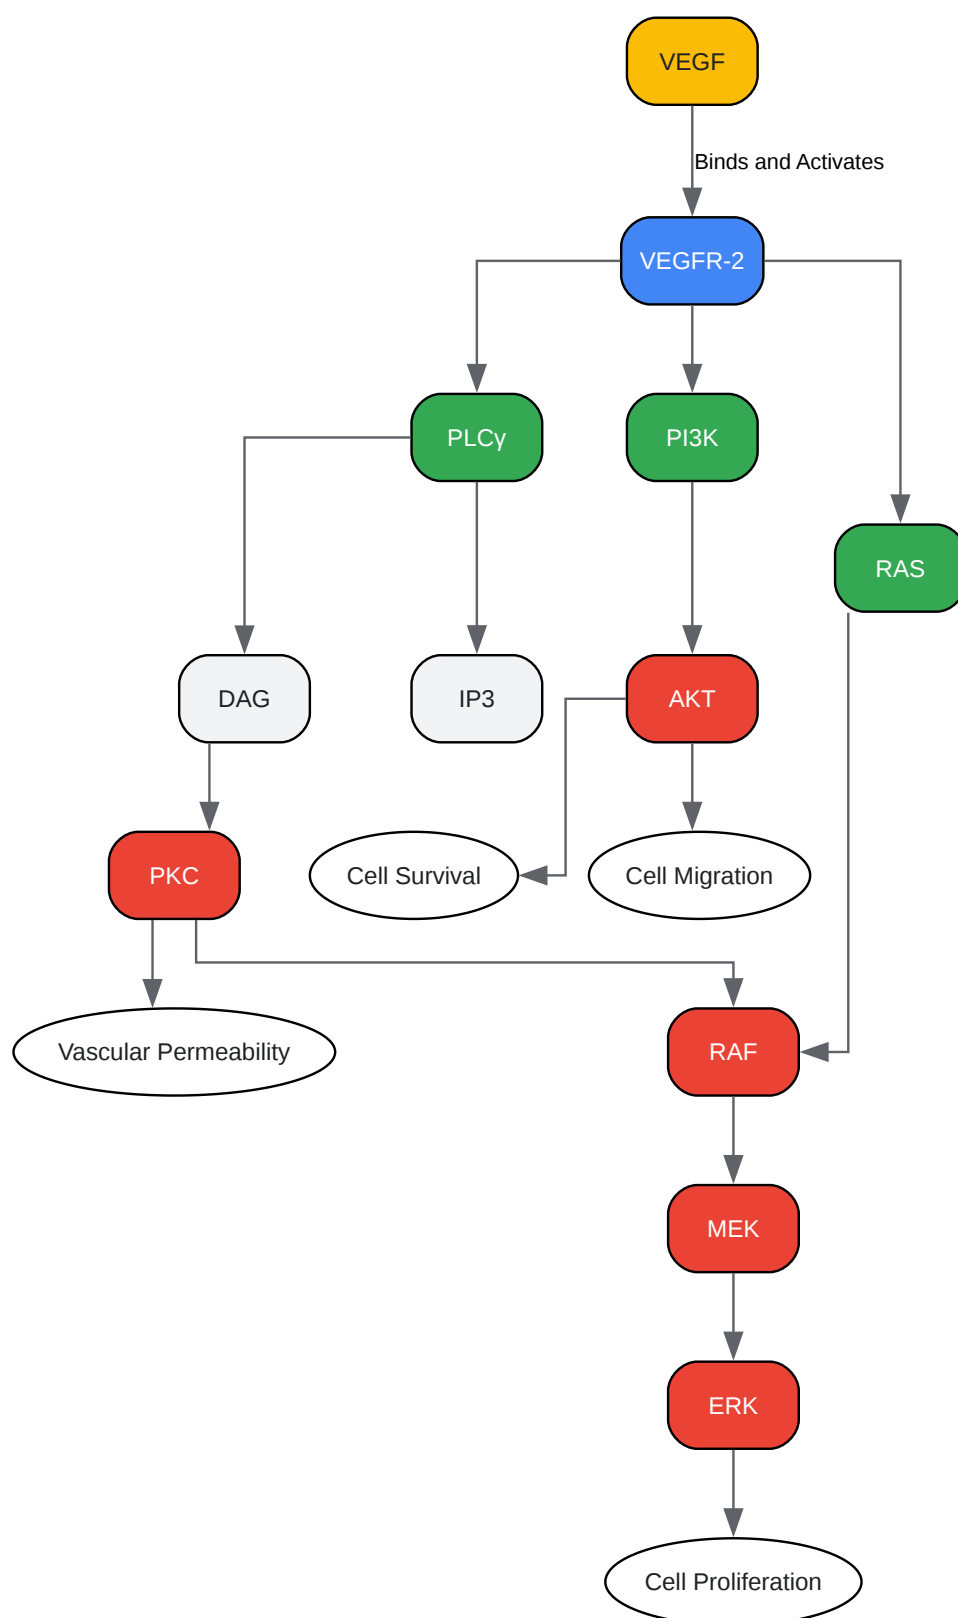 VEGF
Binds and Activates
VEGFR-2
PLCγ
PI3K
RAS
DAG
IP3
AKT
PKC
Cell Survival
Cell Migration
Vascular Permeability
RAF
MEK
ERK
Cell Proliferation